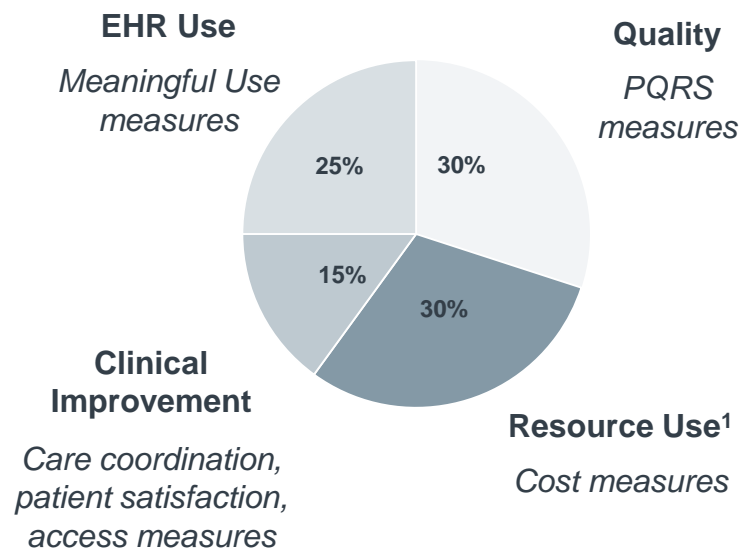 EHR Use
Meaningful Use
measures
Quality
PQRS
measures
25%
30%
15%
30%
Clinical
Improvement
Care coordination,
patient satisfaction,
access measures
Resource Use¹
Cost measures